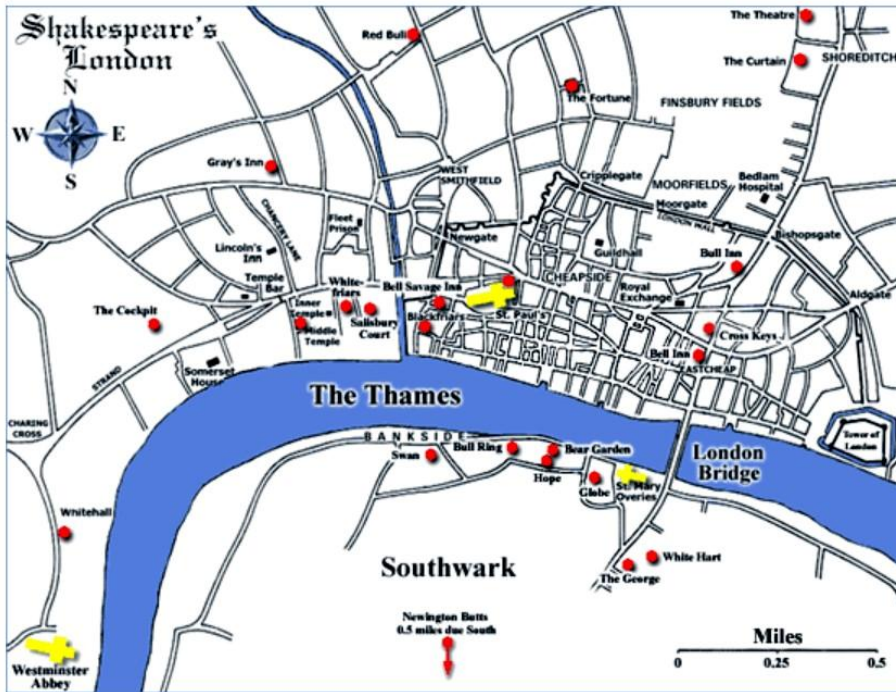 Shakespeare's
London
N
W E
S
Red Bull
The Theatre
The Curtain
SHOREDITCH
The Fortune
FINSBURY FIELDS
Gray's Inn
WEST
SMITHFIELD
Cripplegate
MOORFIELDS
Moorgate
LONDON WALL
Bedlam
Hospital
Bishopsgate
CHANCERY LANE
Fleet
Prison
Newgate
Guildhall
Bull Inn
Lincoln's
Inn
Temple
Bar
White-
friars
Bell Savage Inn
CHEAPSIDE
Royal
Exchange
Aldgate
The Cockpit
Inner
Temple
Middle
Temple
Salisbury
Court
Blackfriars
St. Paul's
Cross Keys
Bell Inn
ASTCHEAP
STRAND
Somerset
House
The Thames
CHARING
CROSS
BANKSIDE
Swan
Bull Ring
Bear Garden
Hope
Globe
St. Mary
Overies
London
Bridge
Tower of
London
Whitehall
Southwark
The George
White Hart
Newington Butts
0.5 miles due South
Westminster
Abbey
Miles
0 0.25 0.5